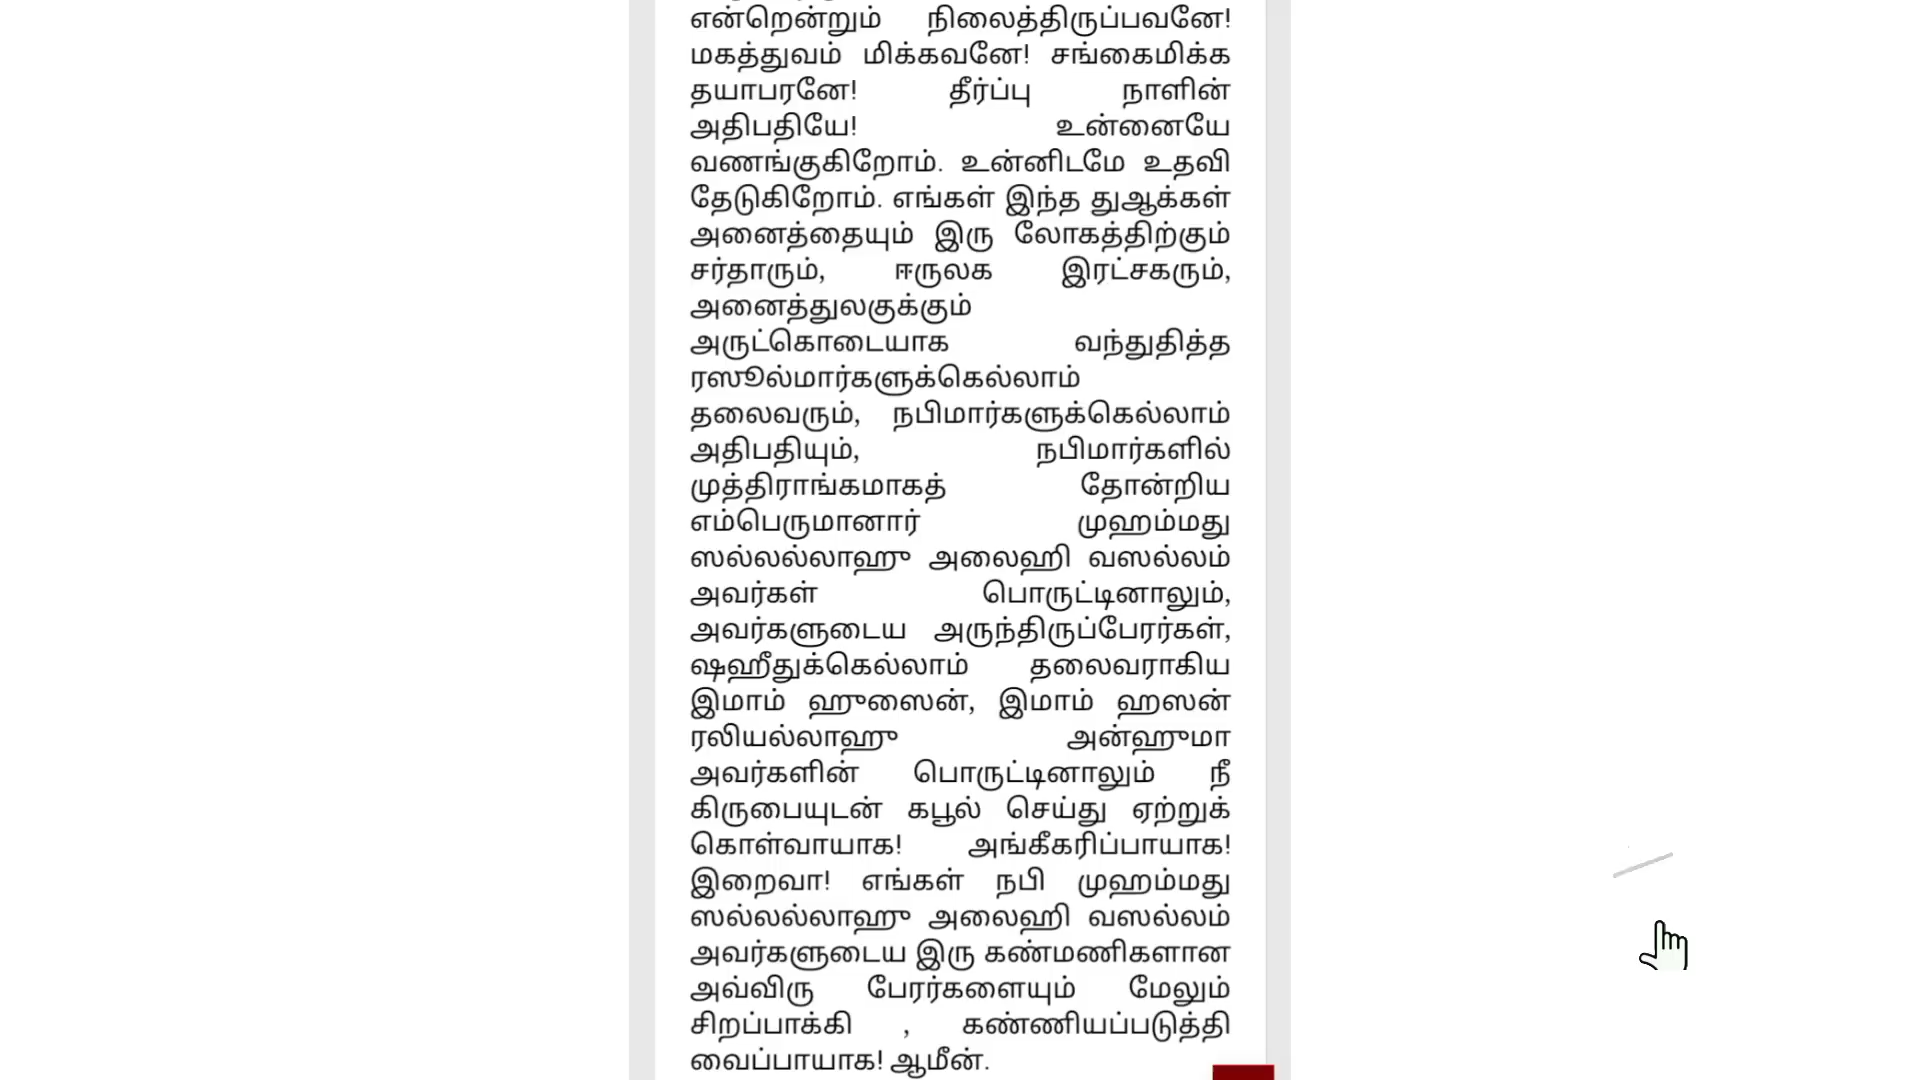 என்றென்றும் நிலைத்திருப்பவனே!
மகத்துவம் மிக்கவனே! சங்கைமிக்க
தயாபரனே! தீர்ப்பு நாளின்
அதிபதியே! உன்னையே
வணங்குகிறோம். உன்னிடமே உதவி
தேடுகிறோம். எங்கள் இந்த துஆக்கள்
அனைத்தையும் இரு லோகத்திற்கும்
சர்தாரும், ஈருலக இரட்சகரும்,
அனைத்துலகுக்கும்
அருட்கொடையாக வந்துதித்த
ரஸூல்மார்களுக்கெல்லாம்
தலைவரும், நபிமார்களுக்கெல்லாம்
அதிபதியும், நபிமார்களில்
முத்திராங்கமாகத் தோன்றிய
எம்பெருமானார் முஹம்மது
ஸல்லல்லாஹு அலைஹி வஸல்லம்
அவர்கள் பொருட்டினாலும்,
அவர்களுடைய அருந்திருப்பேரர்கள்,
ஷஹீதுக்கெல்லாம் தலைவராகிய
இமாம் ஹுஸைன், இமாம் ஹஸன்
ரலியல்லாஹு அன்ஹுமா
அவர்களின் பொருட்டினாலும் நீ
கிருபையுடன் கபூல் செய்து ஏற்றுக்
கொள்வாயாக! அங்கீகரிப்பாயாக!
இறைவா! எங்கள் நபி முஹம்மது
ஸல்லல்லாஹு அலைஹி வஸல்லம்
அவர்களுடைய இரு கண்மணிகளான
அவ்விரு பேரர்களையும் மேலும்
சிறப்பாக்கி , கண்ணியப்படுத்தி
வைப்பாயாக! ஆமீன்.